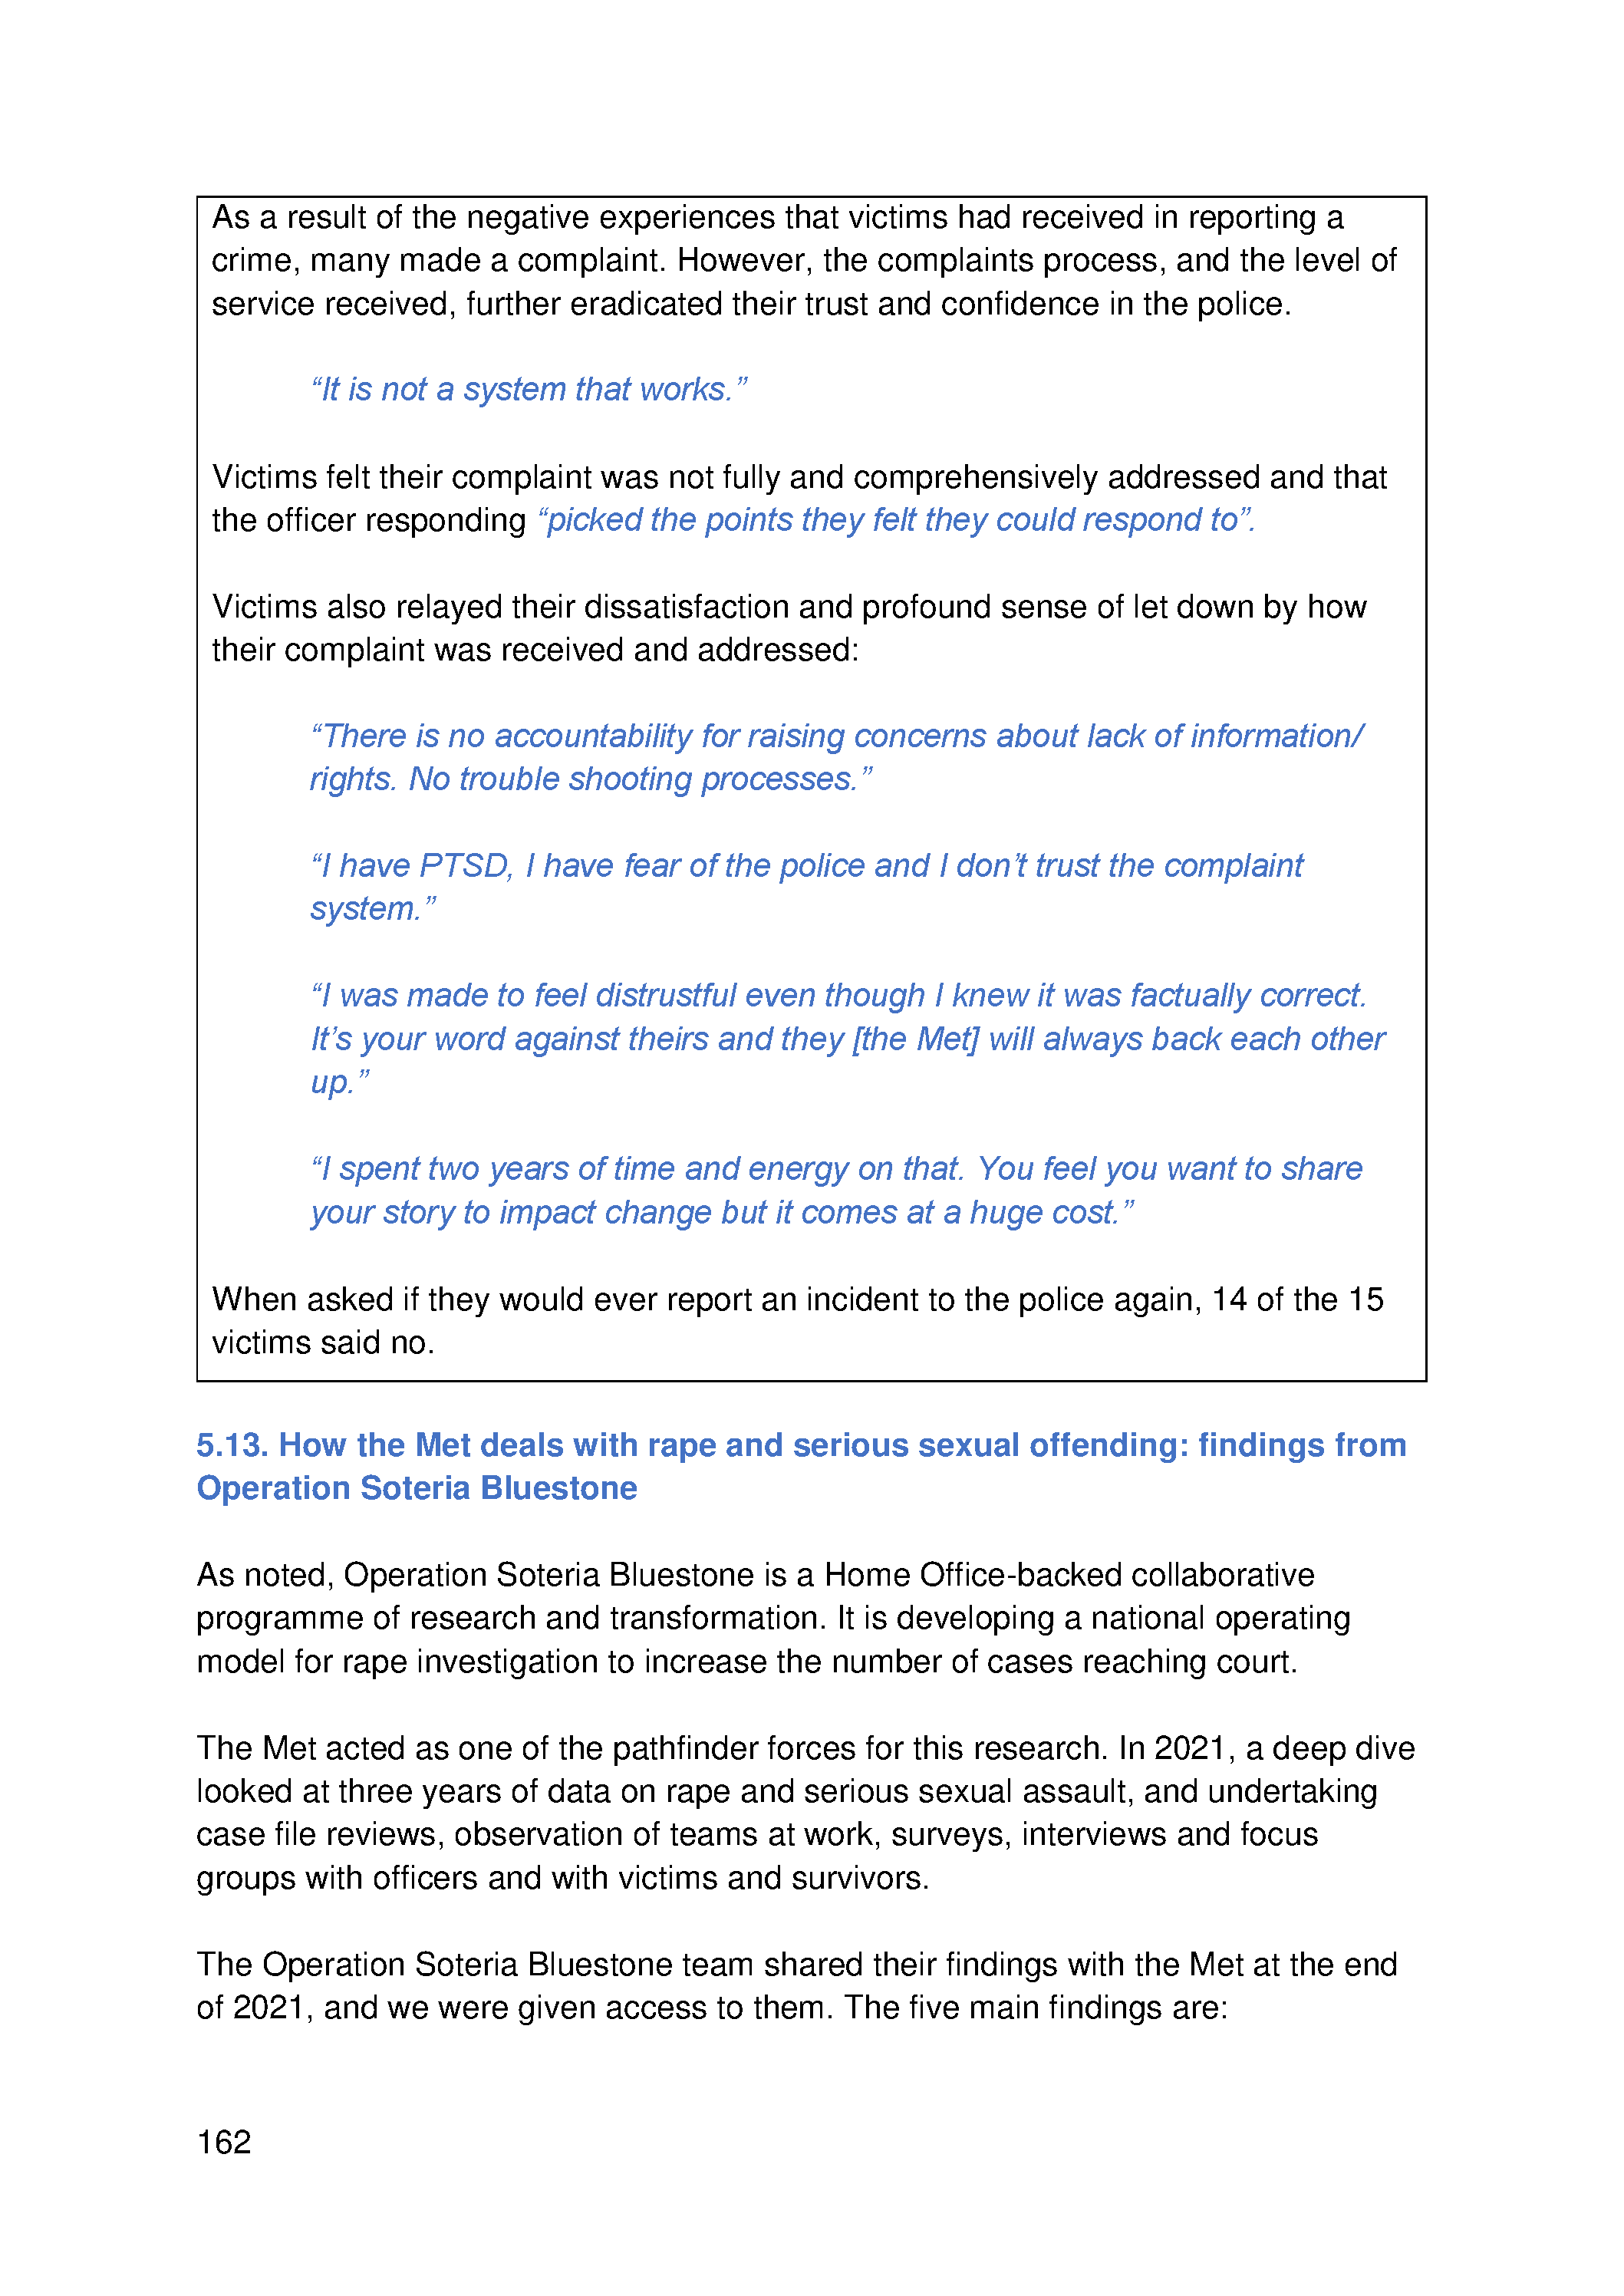 As a result of the negative experiences that victims had received in reporting a
crime, many made a complaint. However, the complaints process, and the level of
service received, further eradicated their trust and confidence in the police.
“It is not a system that works.”
Victims felt their complaint was not fully and comprehensively addressed and that
the officer responding “picked the points they felt they could respond to”.
Victims also relayed their dissatisfaction and profound sense of let down by how
their complaint was received and addressed:
“There is no accountability for raising concerns about lack of information/
rights. No trouble shooting processes.”
“I have PTSD, I have fear of the police and I don’t trust the complaint
system.”
“I was made to feel distrustful even though I knew it was factually correct.
It’s your word against theirs and they [the Met] will always back each other
up.”
“I spent two years of time and energy on that. You feel you want to share
your story to impact change but it comes at a huge cost.”
When asked if they would ever report an incident to the police again, 14 of the 15
victims said no.
5.13. How the Met deals with rape and serious sexual offending: findings from
Operation Soteria Bluestone
As noted, Operation Soteria Bluestone is a Home Office-backed collaborative
programme of research and transformation. It is developing a national operating
model for rape investigation to increase the number of cases reaching court.
The Met acted as one of the pathfinder forces for this research. In 2021, a deep dive
looked at three years of data on rape and serious sexual assault, and undertaking
case file reviews, observation of teams at work, surveys, interviews and focus
groups with officers and with victims and survivors.
The Operation Soteria Bluestone team shared their findings with the Met at the end
of 2021, and we were given access to them. The five main findings are:
162